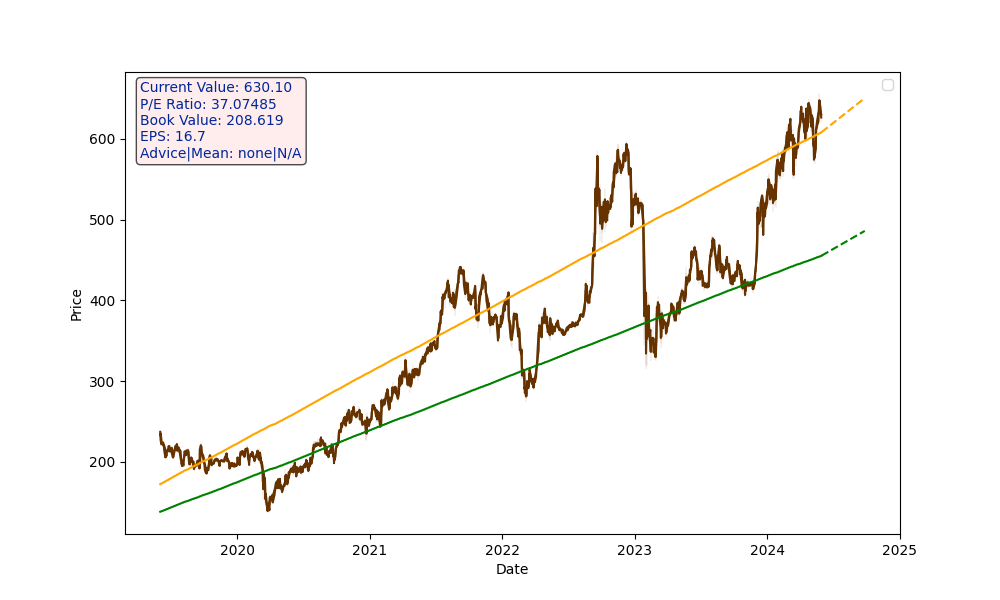 Current Value: 630.10
P/E Ratio: 37.07485
Book Value: 208.619
EPS: 16.7
Advice|Mean: none|N/A
600
500
400
300
200
Price
2020 2021 2022 2023 2024 2025
Date